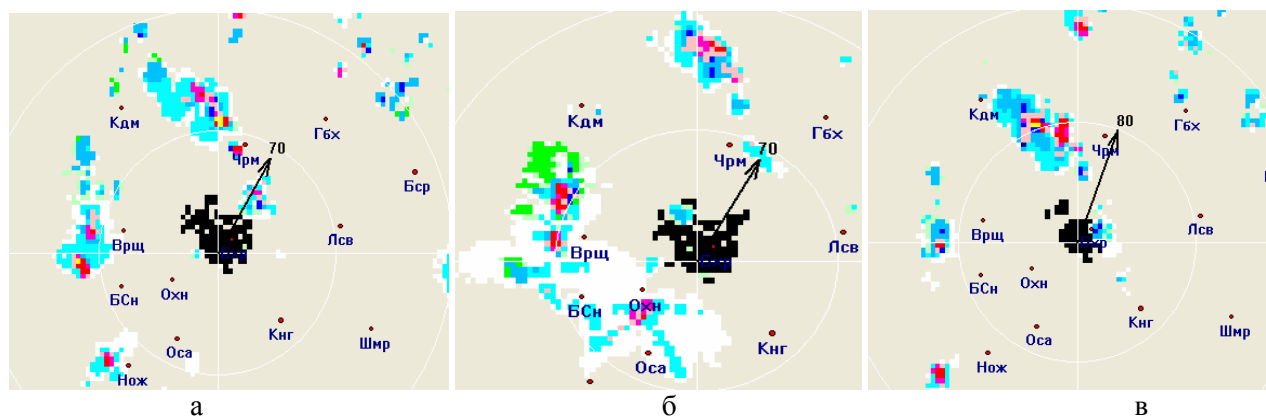 Кдм
Гбх
70
Чрм
Бср
Лсв
Врщ
БСн
Охн
Кнг
Шмр
Оса
Нож
а
Кдм
Гбх
70
Чрм
Лсв
Врщ
БСн
Охн
Кнг
Оса
б
Кдм
80
Гбх
Чрм
Лсв
Врщ
БСн
Охн
Кнг
Шмр
Оса
Нож
в